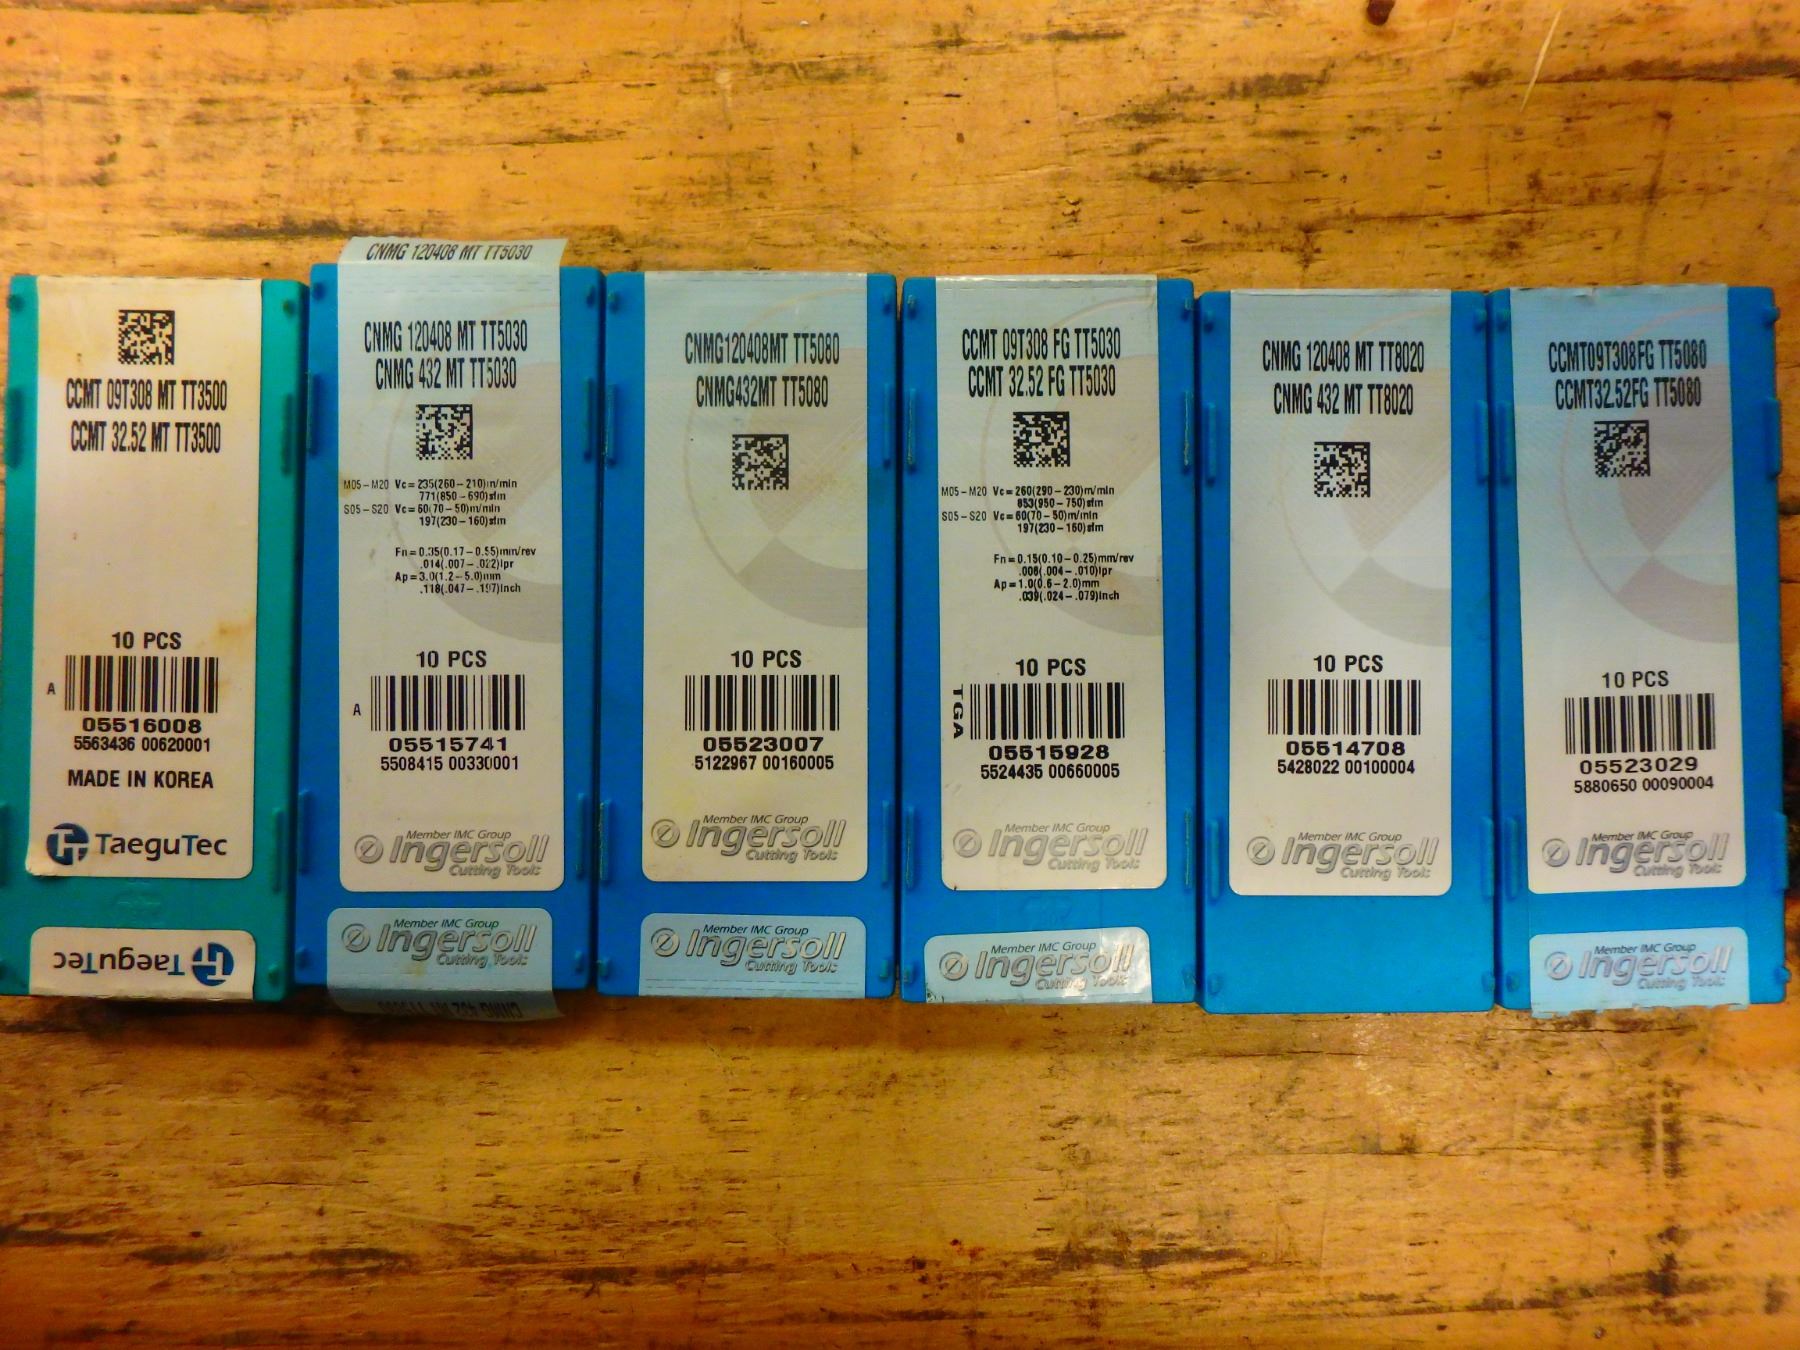 CCMT 09T308 MT TT3500
CCMT 32.52 MT TT3500
10 PCS
A
05516008
5563436 00620001
MADE IN KOREA
TaeguTec
TaeguTec
CNMG 120408 MT TT5030
CNMG 120408 MT TT5030
CNMG 432 MT TT5030
M05-M20 Vc=235(260-210)m/min
771(850-690)sfm
S05-S20 Vc=60(70-50)m/min
197(230-160)sfm
Fn=0.35(0.17-0.55)mm/rev
.014(.007-.022)ipr
Ap=3.0(1.2-5.0)mm
.118(.047-.197)inch
10 PCS
A
05515741
5508415 00330001
Member IMC Group
Ingersoll
Cutting Tools
Member IMC Group
Ingersoll
Cutting Tools
CNMG 432 MT TT5030
CNMG120408MT TT5080
CNMG432MT TT5080
10 PCS
05523007
5122967 00160005
Member IMC Group
Ingersoll
Cutting Tools
Member IMC Group
Ingersoll
Cutting Tools
CCMT 09T308 FG TT5030
CCMT 32.52 FG TT5030
M05-M20 Vc=260(290-230)m/min
853(950-750)sfm
S05-S20 Vc=60(70-50)m/min
197(230-160)sfm
Fn=0.15(0.10-0.25)mm/rev
.006(.004-.010)ipr
Ap=1.0(0.6-2.0)mm
.039(.024-.079)inch
10 PCS
TGA
05515928
5524435 00660005
Member IMC Group
Ingersoll
Cutting Tools
Member IMC Group
Ingersoll
Cutting Tools
CNMG 120408 MT TT8020
CNMG 432 MT TT8020
10 PCS
05514708
5428022 00100004
Member IMC Group
Ingersoll
Cutting Tools
CCMT09T308FG TT5080
CCMT32.52FG TT5080
10 PCS
05523029
5880650 00090004
Member IMC Group
Ingersoll
Cutting Tools
Member IMC Group
Ingersoll
Cutting Tools